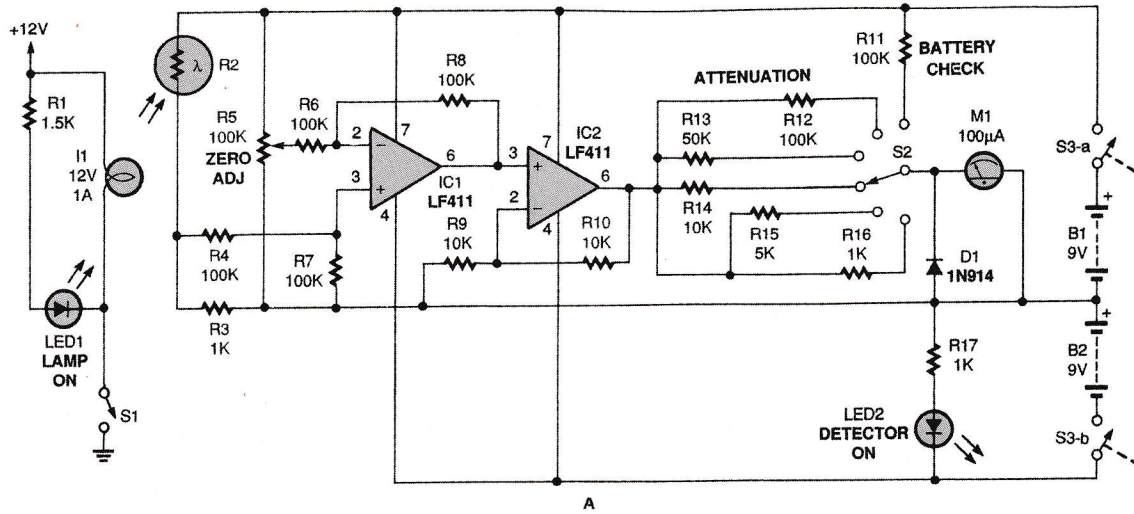 +12V
R1
1.5K
I1
12V
1A
LED1
LAMP
ON
S1
λ
R2
R5
100K
ZERO
ADJ
R6
100K
R8
100K
2
–
3
+
7
6
4
IC1
LF411
R4
100K
R7
100K
R3
1K
R9
10K
R10
10K
IC2
LF411
7
3
+
2
–
6
4
ATTENUATION
R13
50K
R12
100K
R14
10K
R15
5K
R16
1K
R11
100K
BATTERY
CHECK
S2
M1
100µA
D1
1N914
R17
1K
LED2
DETECTOR
ON
S3-a
+
B1
9V
+
B2
9V
S3-b
A